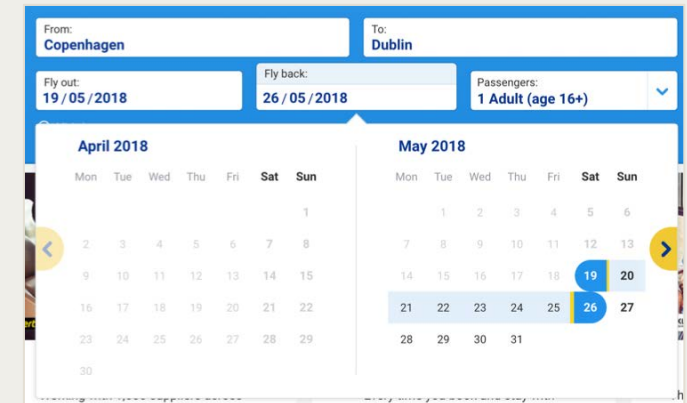 From:
Copenhagen
To:
Dublin
Fly out:
19/05/2018
Fly back:
26/05/2018
Passengers:
1 Adult (age 16+)
April 2018
Mon Tue Wed Thu Fri Sat Sun
1
2 3 4 5 6 7 8
9 10 11 12 13 14 15
16 17 18 19 20 21 22
23 24 25 26 27 28 29
30
May 2018
Mon Tue Wed Thu Fri Sat Sun
1 2 3 4 5 6
7 8 9 10 11 12 13
14 15 16 17 18 19 20
21 22 23 24 25 26 27
28 29 30 31